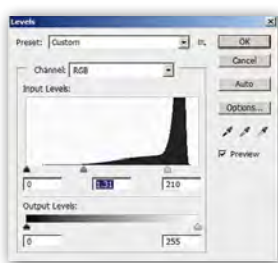 Levels
Preset: Custom
OK
Channel: RGB
Cancel
Input Levels:
Auto
Options...
Preview
0 1.31 210
Output Levels:
0 255